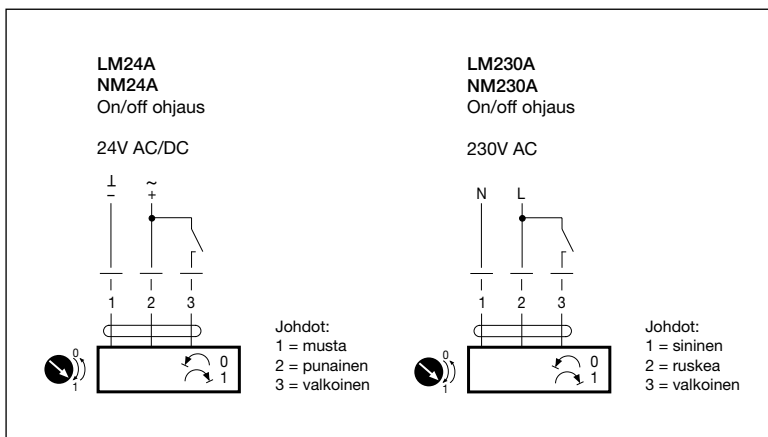 LM24A
NM24A
On/off ohjaus
24V AC/DC
⊥ ~
– +
1 2 3
0
1
0
1
Johdot:
1 = musta
2 = punainen
3 = valkoinen
LM230A
NM230A
On/off ohjaus
230V AC
N L
1 2 3
0
1
0
1
Johdot:
1 = sininen
2 = ruskea
3 = valkoinen